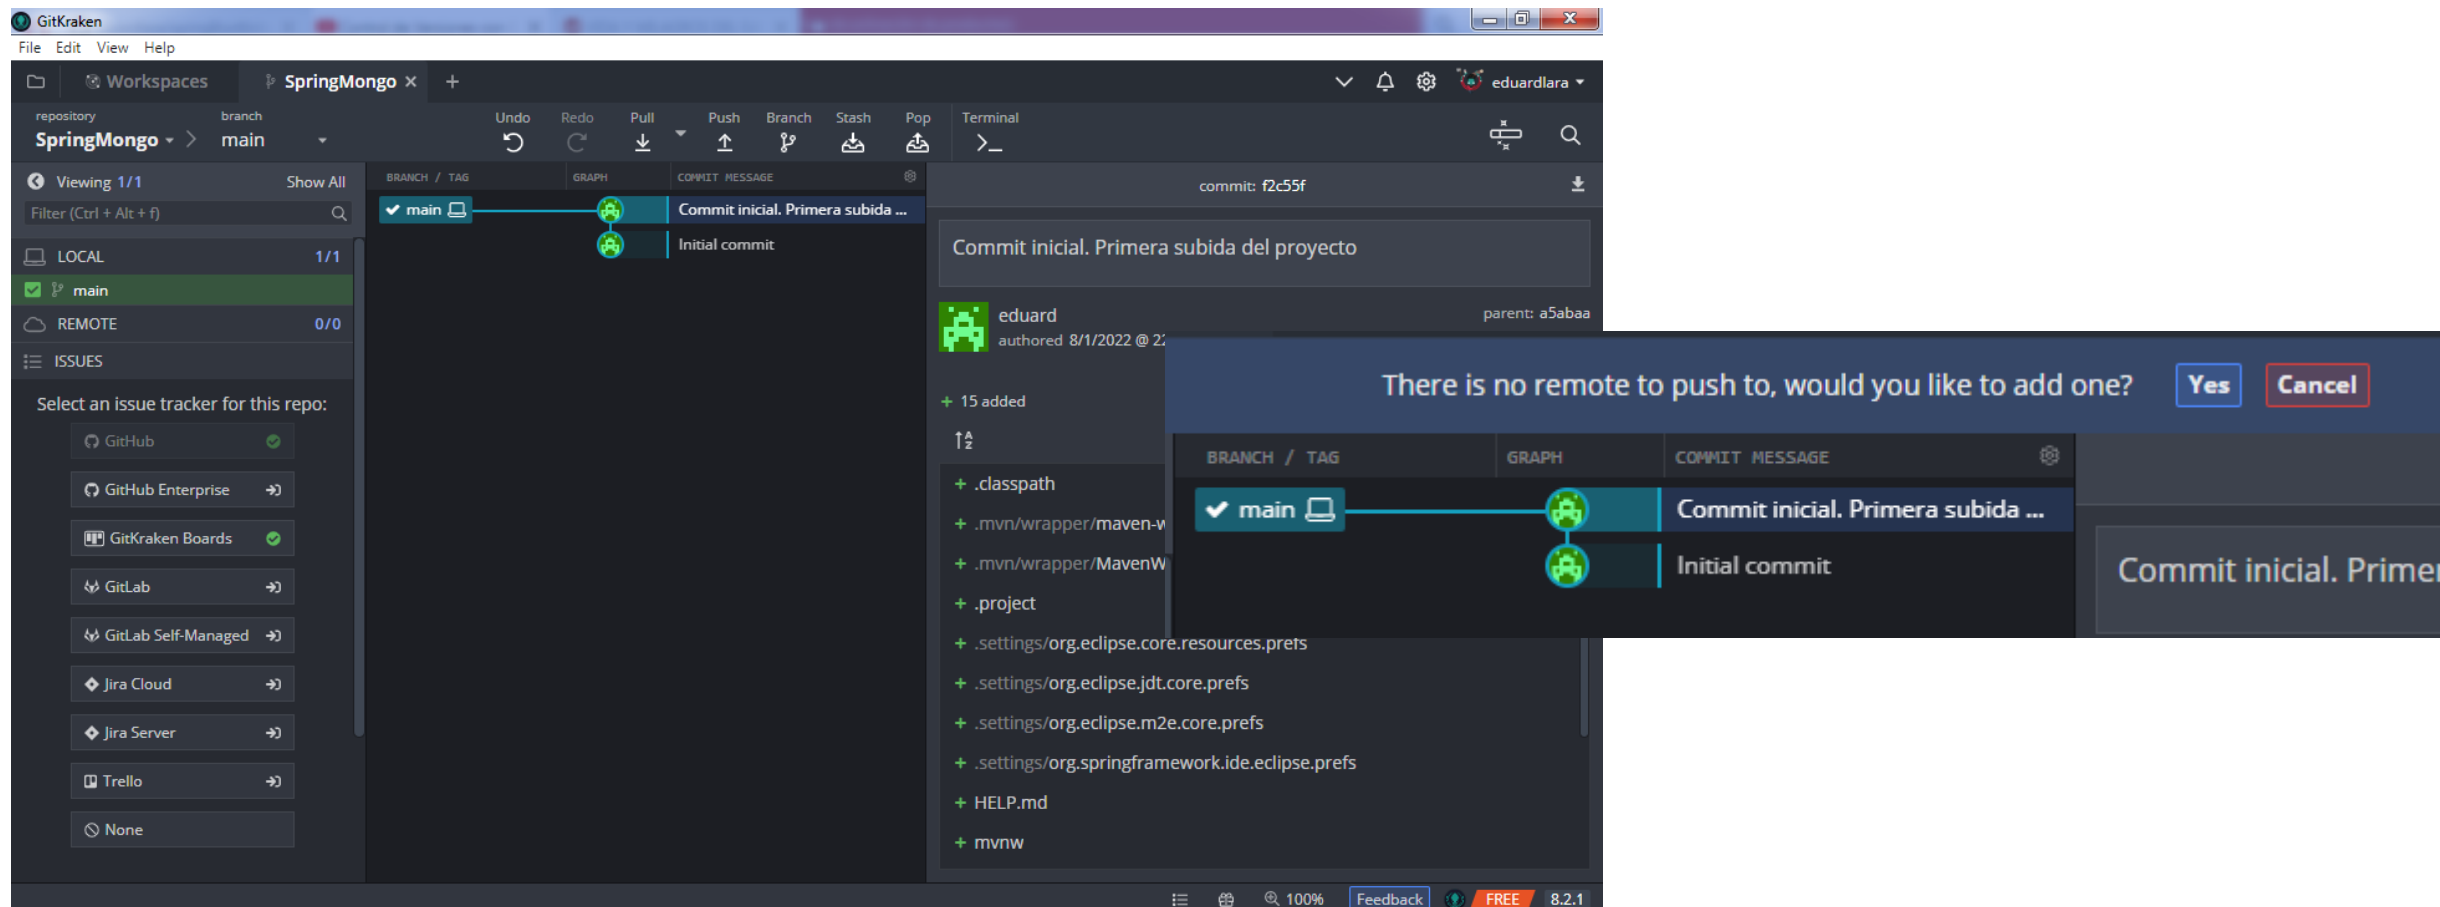 GitKraken
File Edit View Help
Workspaces SpringMongo
eduardlara
repository branch
SpringMongo main
Undo Redo Pull Push Branch Stash Pop Terminal
Viewing 1/1 Show All
Filter (Ctrl + Alt + f)
LOCAL 1/1
main
REMOTE 0/0
ISSUES
Select an issue tracker for this repo:
GitHub
GitHub Enterprise
GitKraken Boards
GitLab
GitLab Self-Managed
Jira Cloud
Jira Server
Trello
None
BRANCH / TAG GRAPH COMMIT MESSAGE
main Commit inicial. Primera subida ...
Initial commit
commit: f2c55f
Commit inicial. Primera subida del proyecto
eduard parent: a5abaa
authored 8/1/2022 @ 22
+ 15 added
+ .classpath
+ .mvn/wrapper/maven-w
+ .mvn/wrapper/MavenW
+ .project
+ .settings/org.eclipse.core.resources.prefs
+ .settings/org.eclipse.jdt.core.prefs
+ .settings/org.eclipse.m2e.core.prefs
+ .settings/org.springframework.ide.eclipse.prefs
+ HELP.md
+ mvnw
There is no remote to push to, would you like to add one? Yes Cancel
BRANCH / TAG GRAPH COMMIT MESSAGE
main Commit inicial. Primera subida ...
Initial commit
Commit inicial. Primer
100% Feedback FREE 8.2.1